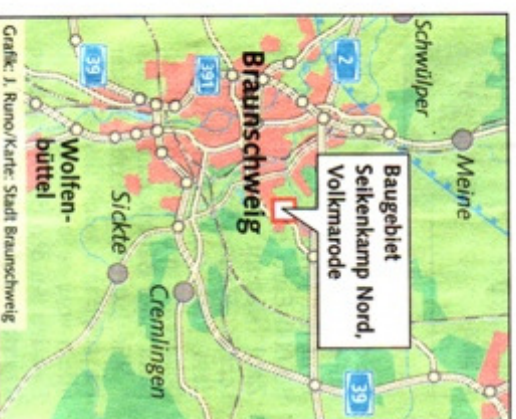 Meine
Schwülper
Baugebiet
Seikenkamp Nord,
Volkmarode
39
2
Braunschweig
391
Cremlingen
Sickte
39
Wolfen-
büttel
Grafik: J. Runo/Karte: Stadt Braunschweig